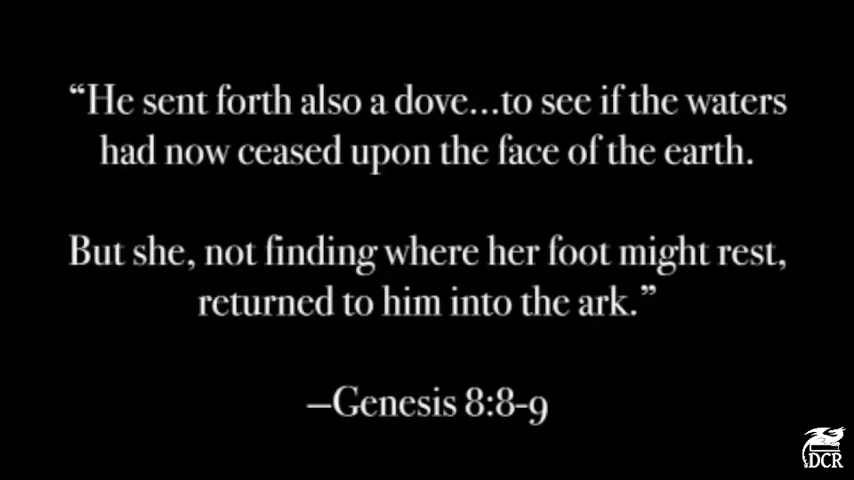 “He sent forth also a dove...to see if the waters
had now ceased upon the face of the earth.
But she, not finding where her foot might rest,
returned to him into the ark.”
–Genesis 8:8-9
DCR